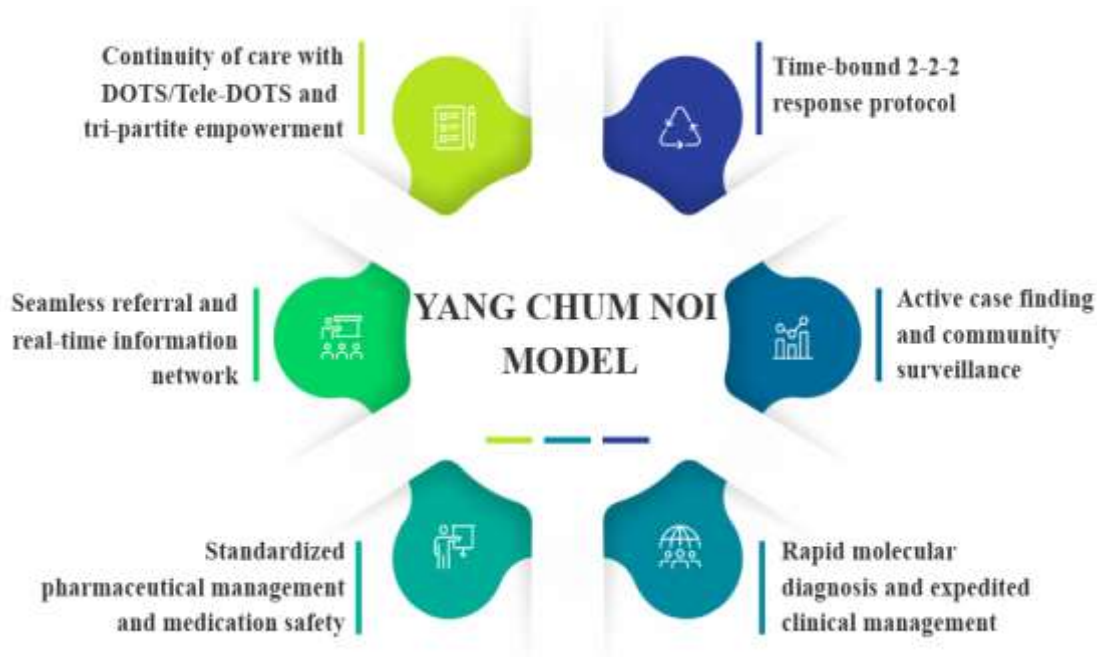 Continuity of care with
DOTS/Tele-DOTS and
tri-partite empowerment
Time-bound 2-2-2
response protocol
Seamless referral and
real-time information
network
YANG CHUM NOI
MODEL
Active case finding
and community
surveillance
Standardized
pharmaceutical management
and medication safety
Rapid molecular
diagnosis and expedited
clinical management